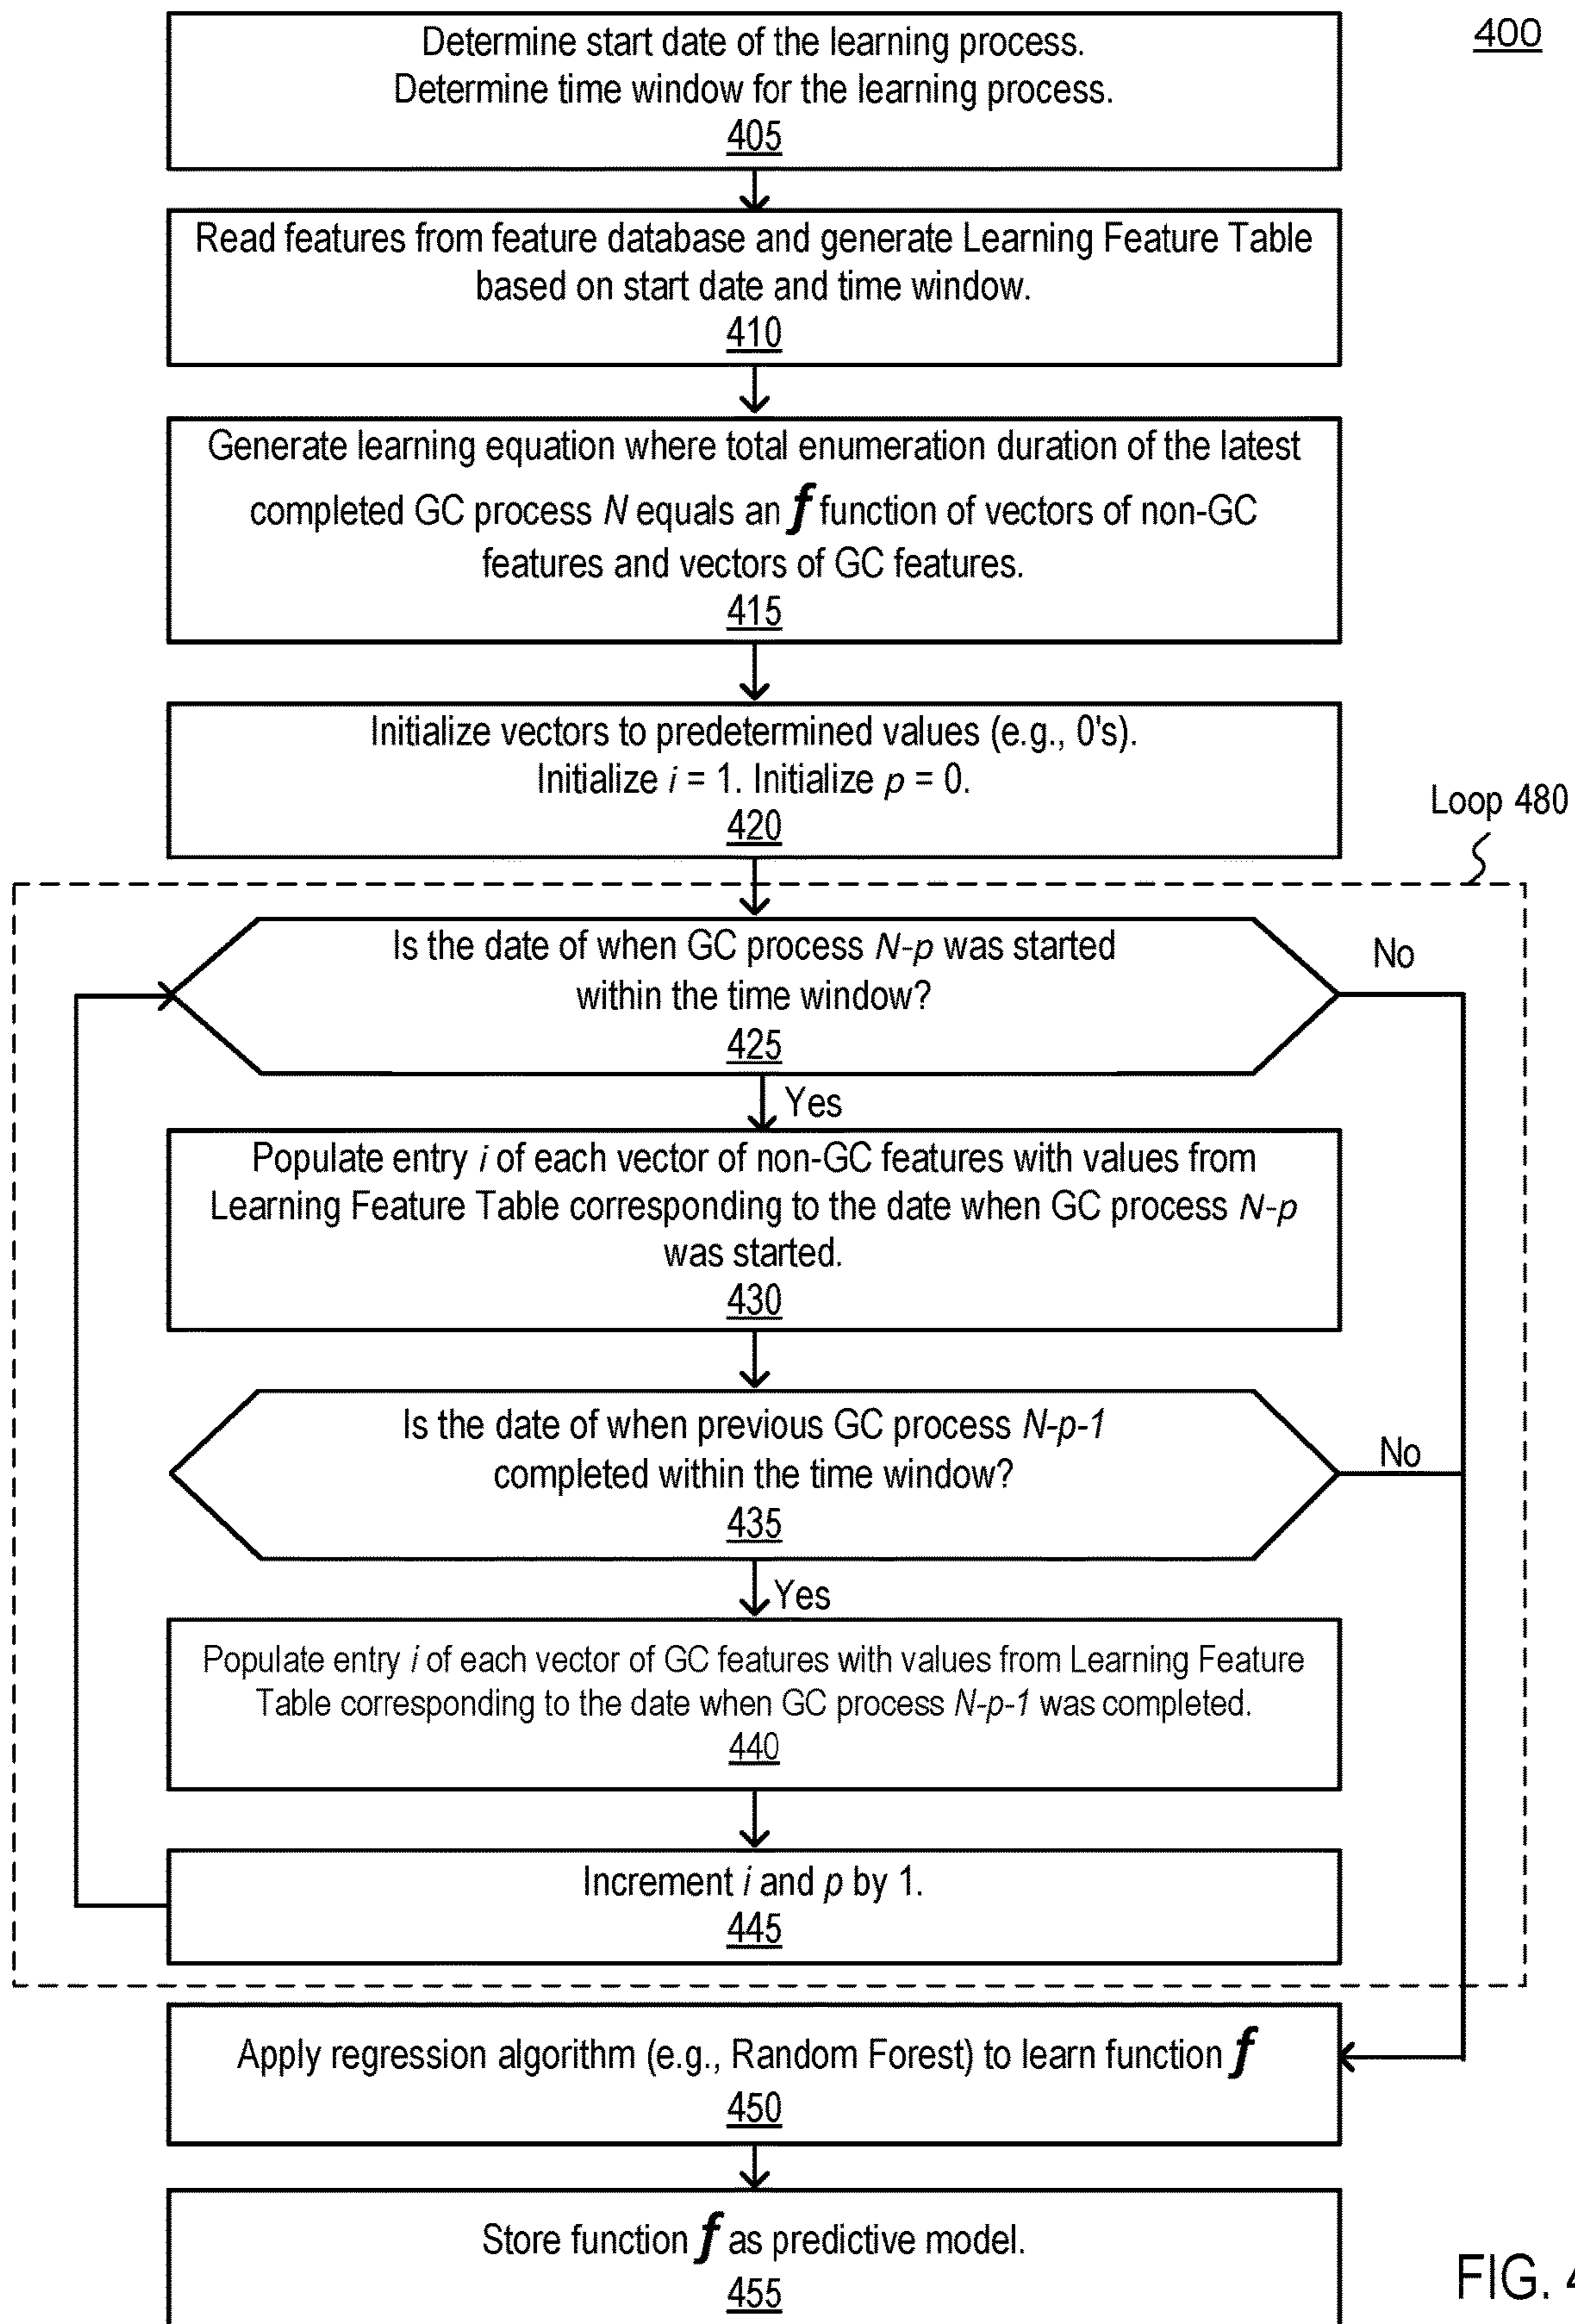 400
Determine start date of the learning process.
Determine time window for the learning process.
405
Read features from feature database and generate Learning Feature Table
based on start date and time window.
410
Generate learning equation where total enumeration duration of the latest
completed GC process N equals an f function of vectors of non-GC
features and vectors of GC features.
415
Initialize vectors to predetermined values (e.g., 0's).
Initialize i = 1. Initialize p = 0.
420
Loop 480
Is the date of when GC process N-p was started
within the time window?
425
No
Yes
Populate entry i of each vector of non-GC features with values from
Learning Feature Table corresponding to the date when GC process N-p
was started.
430
Is the date of when previous GC process N-p-1
completed within the time window?
435
No
Yes
Populate entry i of each vector of GC features with values from Learning Feature
Table corresponding to the date when GC process N-p-1 was completed.
440
Increment i and p by 1.
445
Apply regression algorithm (e.g., Random Forest) to learn function f
450
Store function f as predictive model.
455
FIG. 4